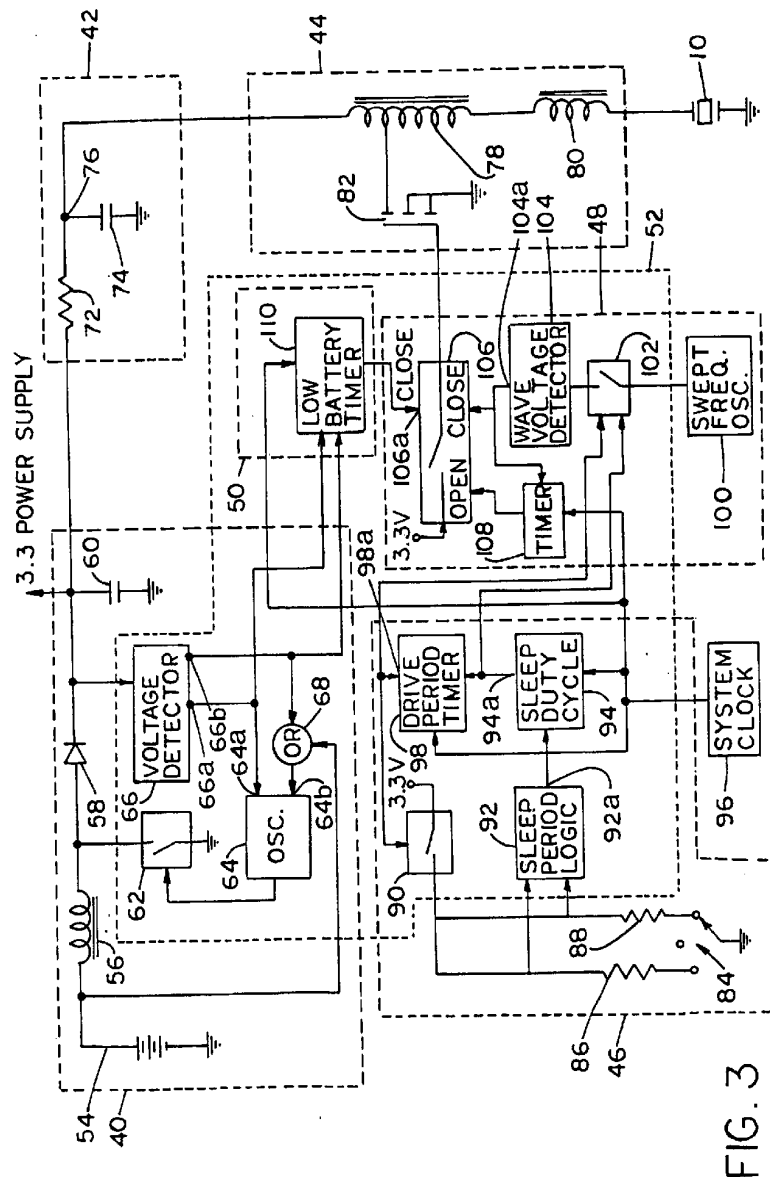 3.3 POWER SUPPLY
42
76
72
74
44
78
80
10
82
60
58
56
54
40
62
VOLTAGE
DETECTOR
66
66b
66a
64a
OSC.
64
64b
OR
68
LOW
BATTERY
TIMER
110
50
52
48
104a
104
106a
CLOSE
OPEN
CLOSE
106
3.3V
WAVE
VOLTAGE
DETECTOR
TIMER
108
102
SWEPT
FREQ.
OSC.
100
98a
DRIVE
PERIOD
TIMER
98
94a
SLEEP
DUTY
CYCLE
94
3.3V
90
92
SLEEP
PERIOD
LOGIC
92a
SYSTEM
CLOCK
96
88
86
84
46
FIG. 3